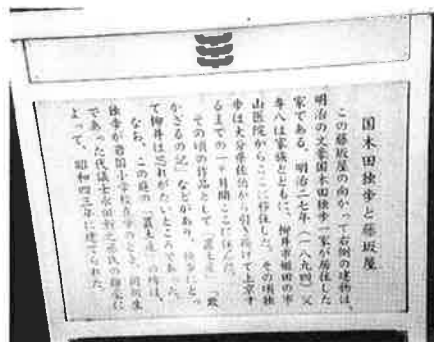 国木田独歩と藤坂屋
この藤坂屋の向かって右側の建物は、
明治の文豪国木田独歩一家が居住した
家である。明治二七年(一八九四)父
専八は家族とともに、柳井市姫田の市
山医院からここに移住した。その頃独
歩は大分県佐伯から引き揚げて上京す
るまでの一ヶ月間ここに住んだ。
その頃の作品として「置土産」「欺
かざるの記」などがあり、独歩にとっ
て柳井は忘れがたいところであった。
なお、この庭の「置土産」の碑は、
独歩が岩国小学校在学のとき、同級生
であった代議士永田新之允氏の揮毫に
よって、昭和四三年に建てられた。